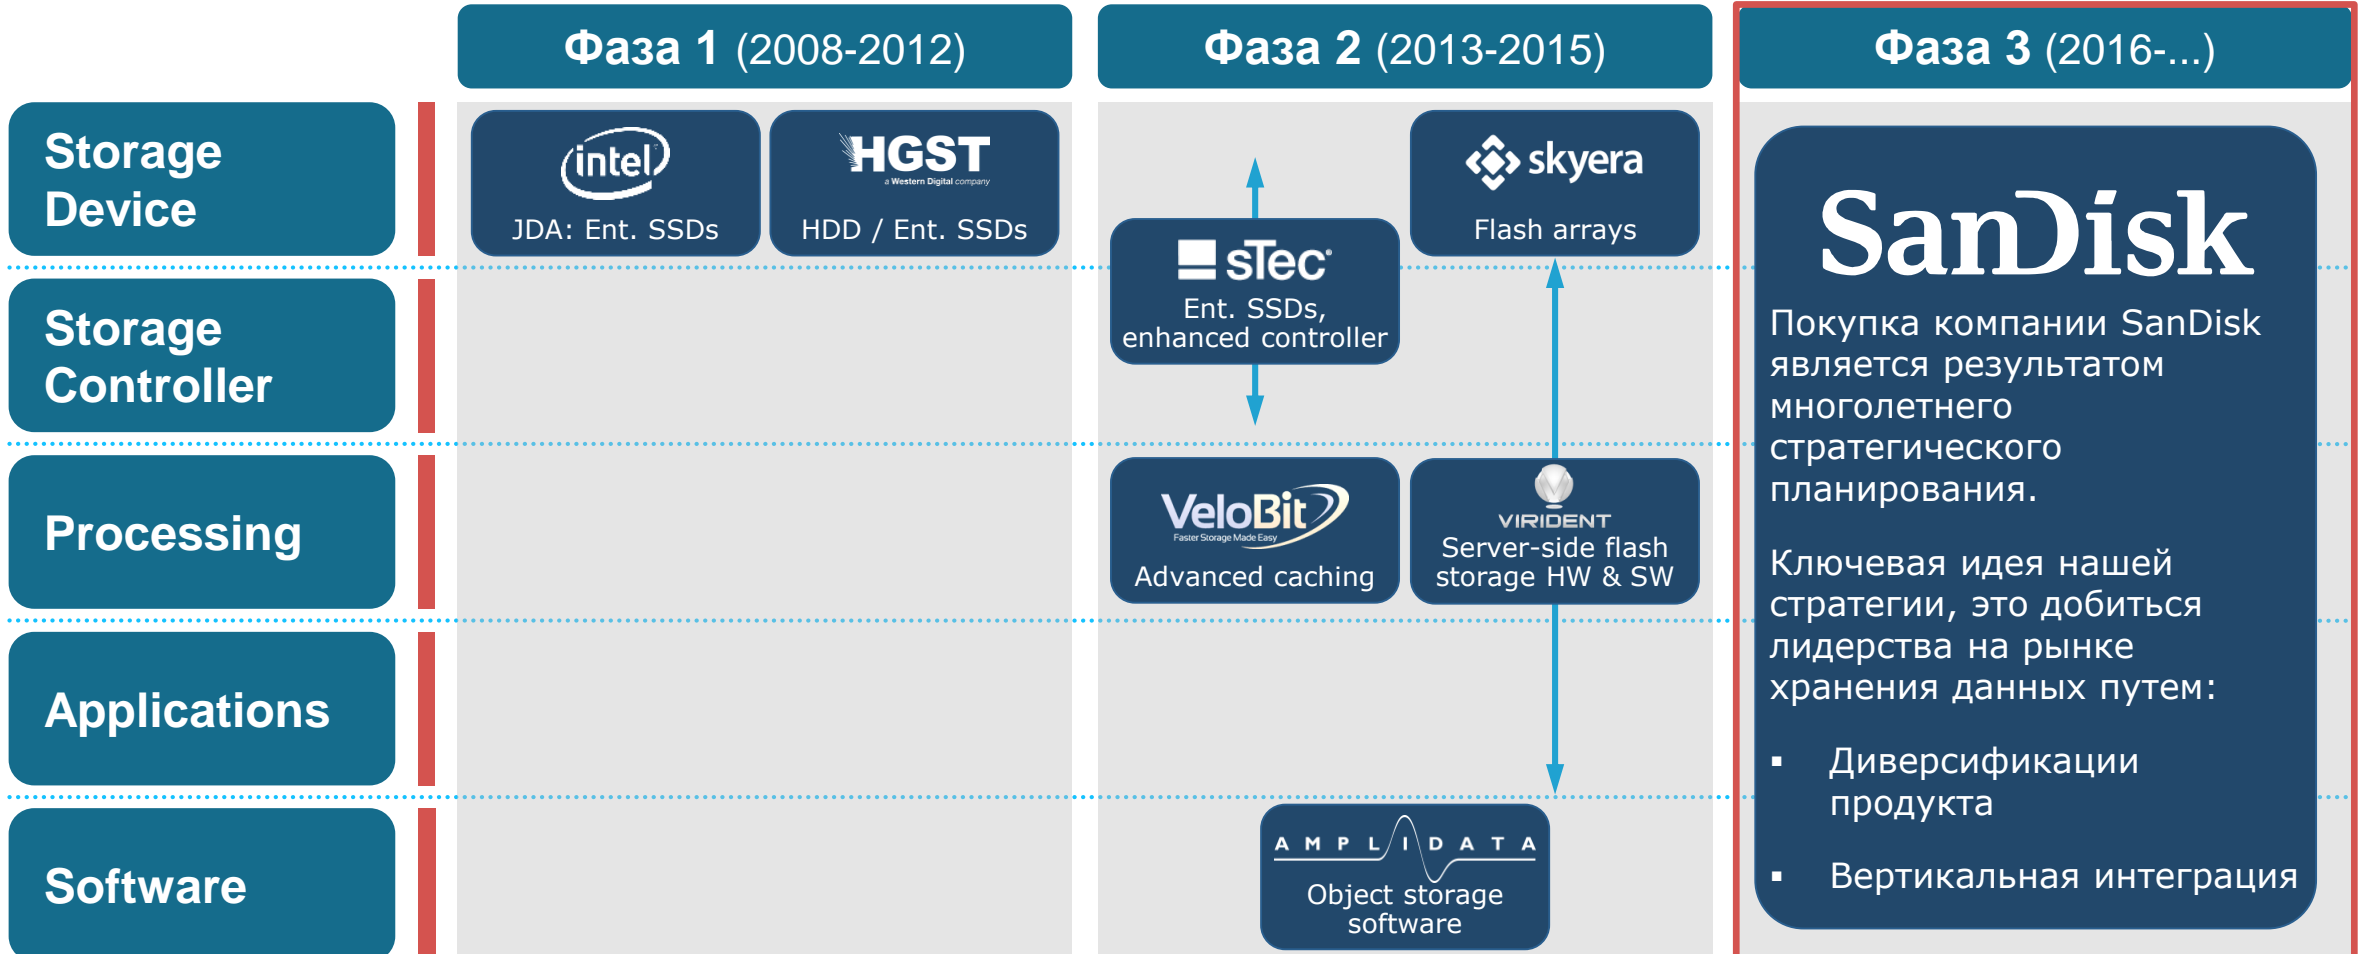 Фаза 1 (2008-2012)
Фаза 2 (2013-2015)
Фаза 3 (2016-...)
Storage
Device
intel
JDA: Ent. SSDs
HGST
a Western Digital company
HDD / Ent. SSDs
sTec
Ent. SSDs,
enhanced controller
skyera
Flash arrays
Storage
Controller
Processing
VeloBit
Faster Storage Made Easy
Advanced caching
VIRIDENT
Server-side flash
storage HW & SW
Applications
Software
AMPLIDATA
Object storage
software
SanDisk
Покупка компании SanDisk
является результатом
многолетнего
стратегического
планирования.
Ключевая идея нашей
стратегии, это добиться
лидерства на рынке
хранения данных путем:
▪ Диверсификации
продукта
▪ Вертикальная интеграция